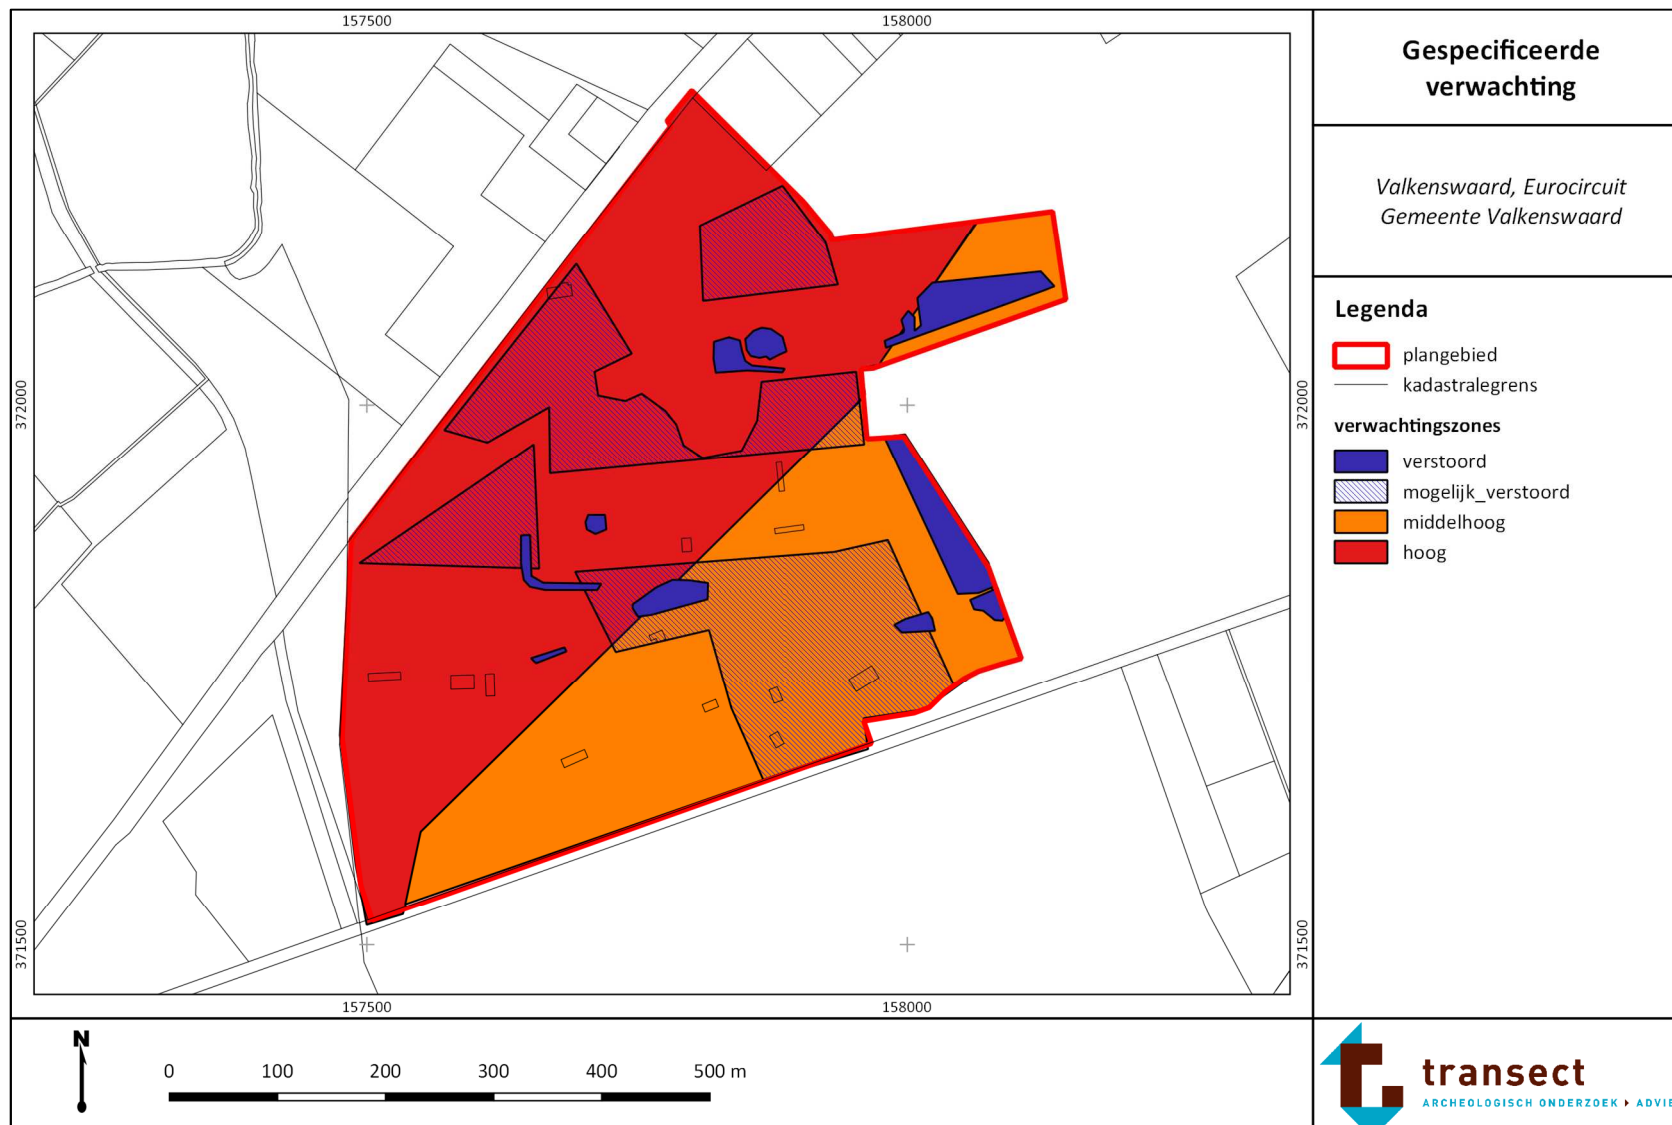 157500
158000
372000
372000
371500
371500
157500
158000
Gespecificeerde
verwachting
Valkenswaard, Eurocircuit
Gemeente Valkenswaard
Legenda
plangebied
kadastralegrens
verwachtingszones
verstoord
mogelijk_verstoord
middelhoog
hoog
N
0 100 200 300 400 500 m
transect
ARCHEOLOGISCH ONDERZOEK ▸ ADVIE